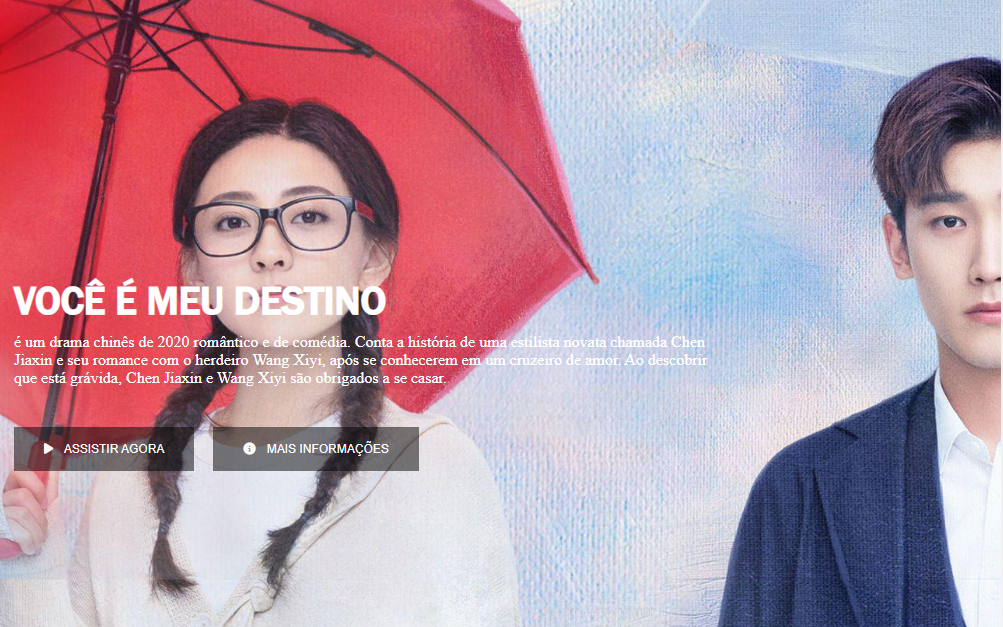 VOCÊ É MEU DESTINO
é um drama chinês de 2020 romântico e de comédia. Conta a história de uma estilista novata chamada Chen
Jiaxin e seu romance com o herdeiro Wang Xiyi, após se conhecerem em um cruzeiro de amor. Ao descobrir
que está grávida, Chen Jiaxin e Wang Xiyi são obrigados a se casar.
ASSISTIR AGORA
MAIS INFORMAÇÕES